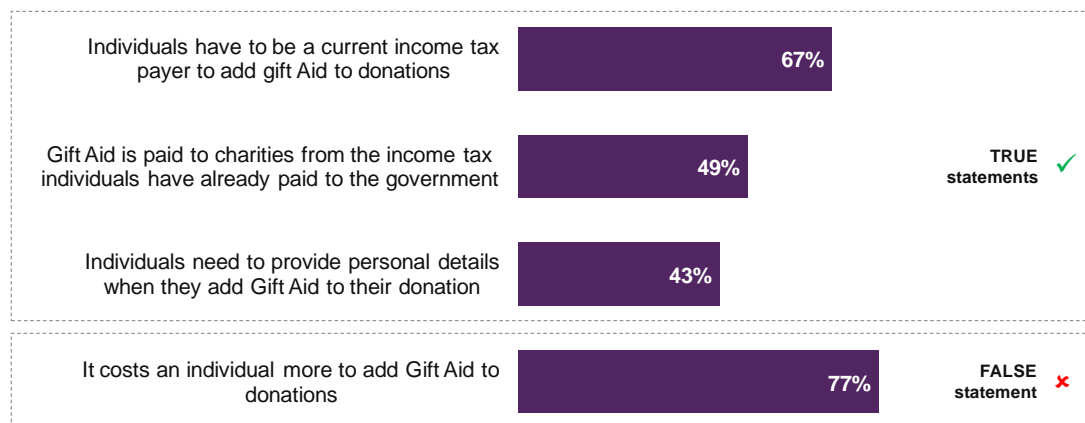 Individuals have to be a current income tax
payer to add gift Aid to donations
67%
Gift Aid is paid to charities from the income tax
individuals have already paid to the government
49%
TRUE
statements
Individuals need to provide personal details
when they add Gift Aid to their donation
43%
It costs an individual more to add Gift Aid to
donations
77%
FALSE
statement